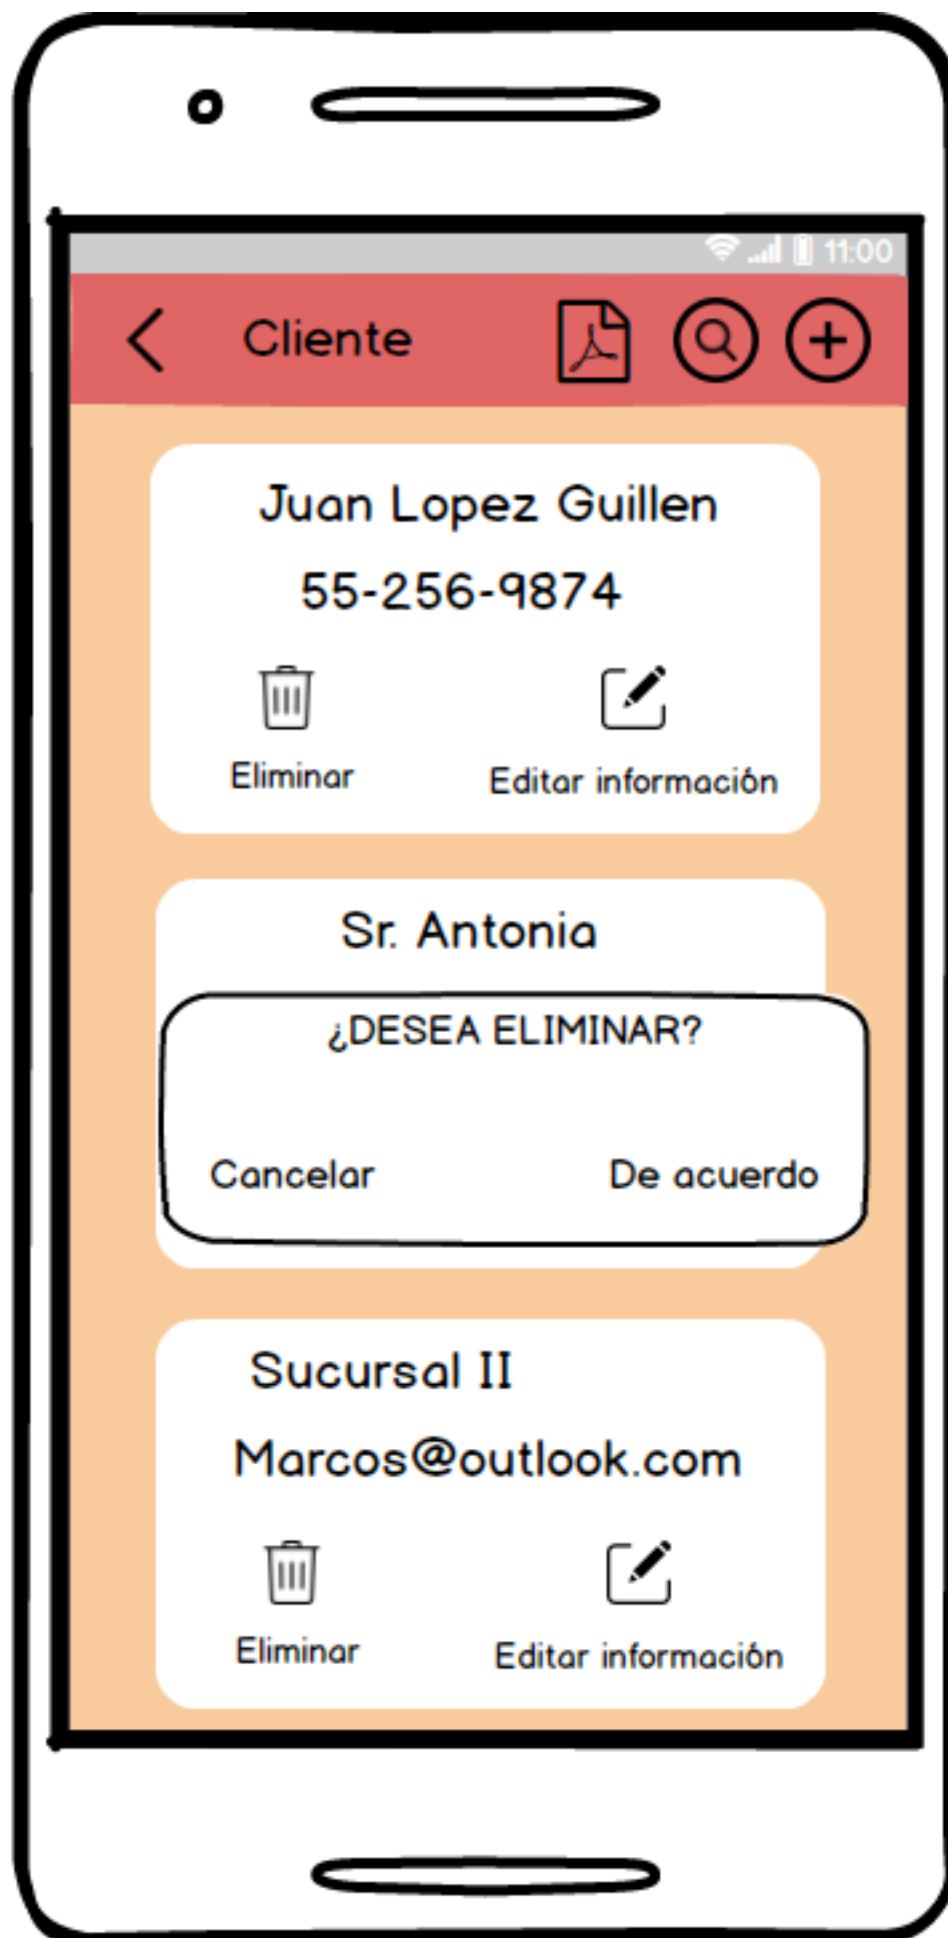 11:00
Cliente
Juan Lopez Guillen
55-256-9874
Eliminar
Editar información
Sr. Antonia
¿DESEA ELIMINAR?
Cancelar
De acuerdo
Sucursal II
Marcos@outlook.com
Eliminar
Editar información